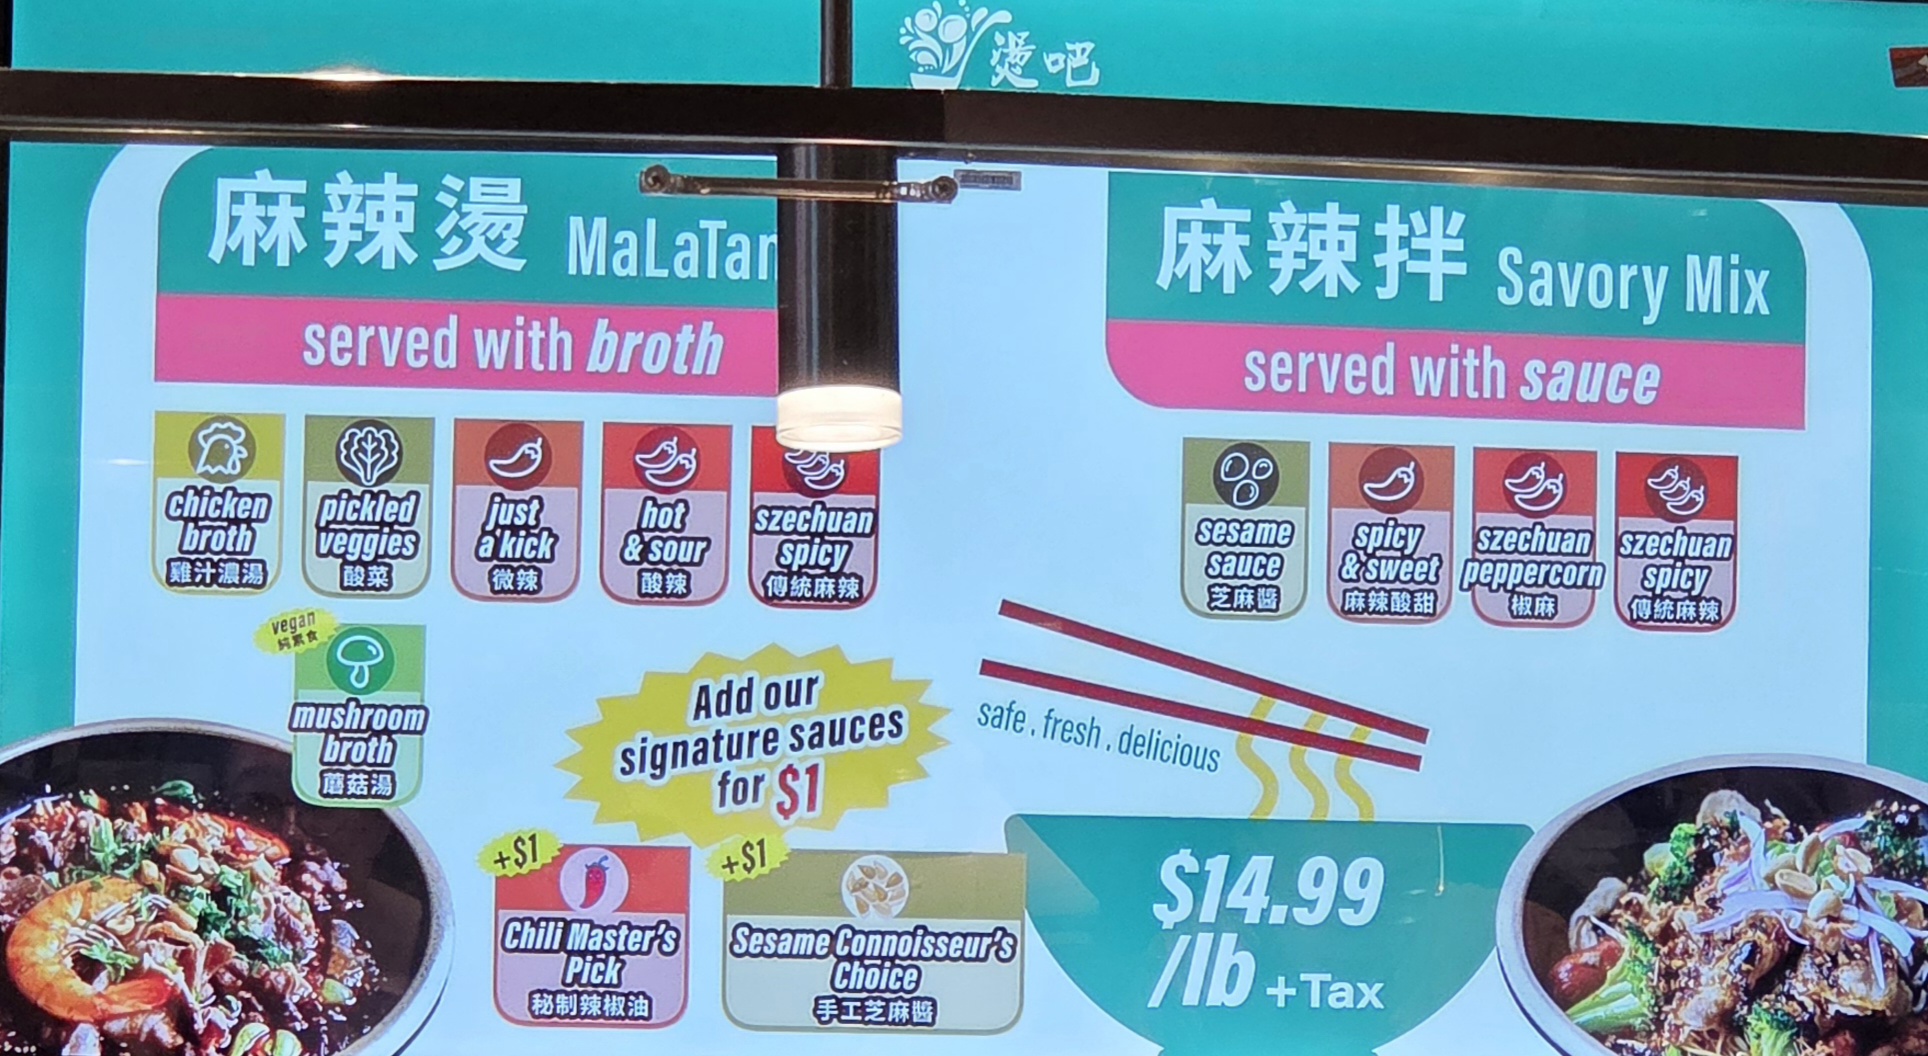 燙吧
麻辣燙 MaLaTan
served with broth
chicken
broth
雞汁濃湯
pickled
veggies
酸菜
just
a kick
微辣
hot
& sour
酸辣
szechuan
spicy
傳統麻辣
vegan
純素食
mushroom
broth
蘑菇湯
Add our
signature sauces
for $1
+$1
Chili Master's
Pick
秘制辣椒油
+$1
Sesame Connoisseur's
Choice
手工芝麻醬
麻辣拌 Savory Mix
served with sauce
sesame
sauce
芝麻醬
spicy
& sweet
麻辣酸甜
szechuan
peppercorn
椒麻
szechuan
spicy
傳統麻辣
safe . fresh . delicious
$14.99
/lb +Tax